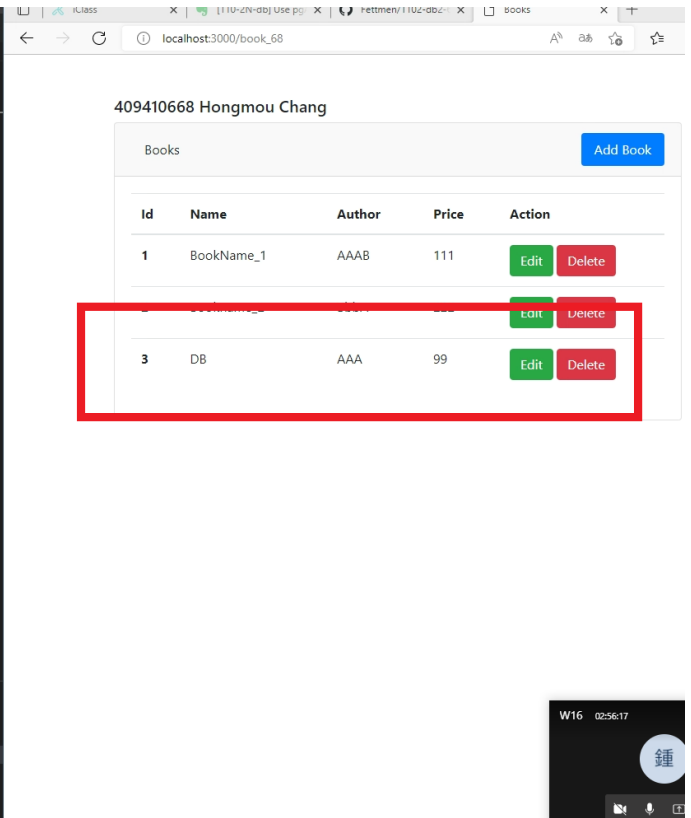 iClass
[110-2N-db] Use pg
Fettmen/1102-db2-
Books
localhost:3000/book_68
409410668 Hongmou Chang
Books
Add Book
Id Name Author Price Action
1 BookName_1 AAAB 111 Edit Delete
Edit Delete
3 DB AAA 99 Edit Delete
W16 02:56:17
鍾